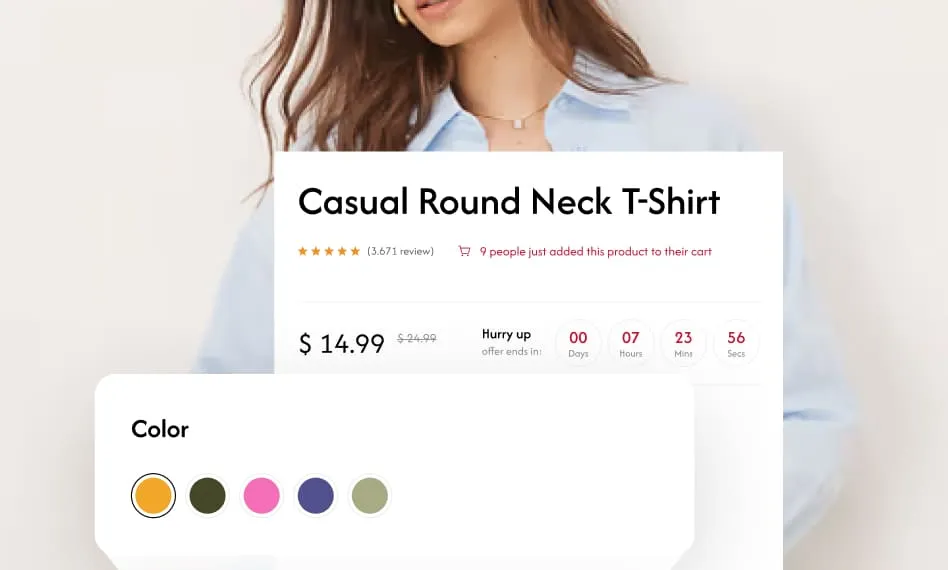 Casual Round Neck T-Shirt
(3.671 review) 9 people just added this product to their cart
$ 14.99 $ 24.99 Hurry up 00 07 23 56
offer ends in: Days Hours Mins Secs
Color